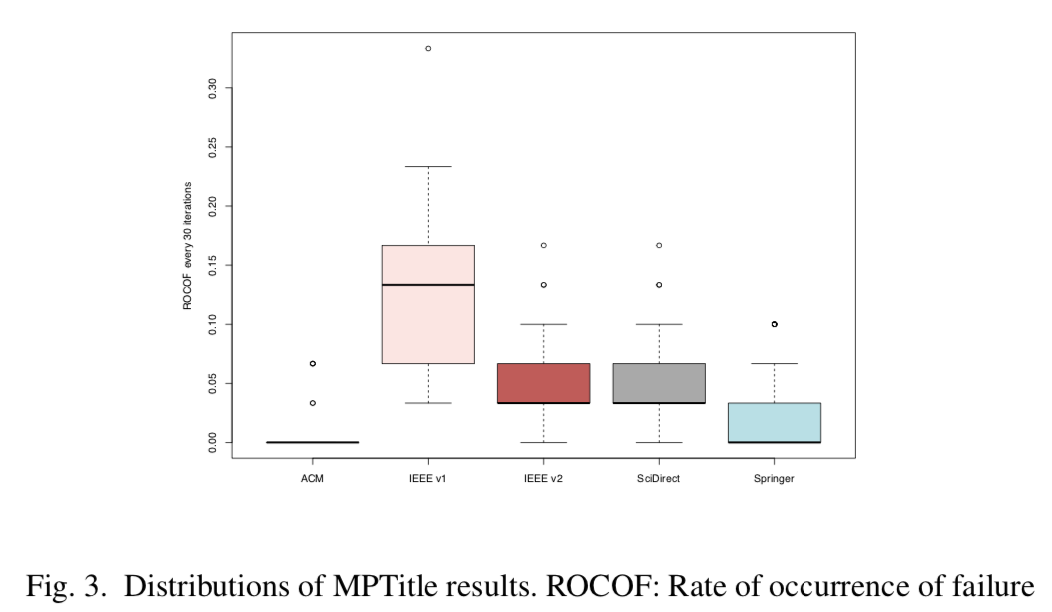 0.30
0.25
0.20
0.15
0.10
0.05
0.00
ROCOF every 30 iterations
ACM
IEEE v1
IEEE v2
SciDirect
Springer
Fig. 3. Distributions of MPTitle results. ROCOF: Rate of occurrence of failure